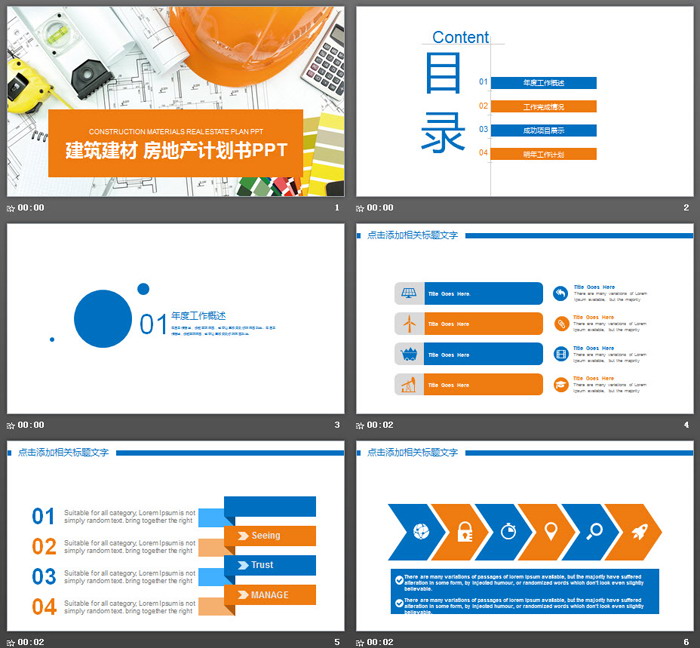 CONSTRUCTION MATERIALS REAL ESTATE PLAN PPT
建筑建材 房地产计划书PPT
00:00
1
Content
目
录
01
年度工作概述
02
工作完成情况
03
成功项目展示
04
明年工作计划
00:00
2
01
年度工作概述
00:00
3
点击添加相关标题文字
Title Goes Here.
Title Goes Here
There are many variations of Lorem
Ipsum available, but the majority
Title Goes Here.
Title Goes Here
There are many variations of Lorem
Ipsum available, but the majority
Title Goes Here
Title Goes Here
There are many variations of Lorem
Ipsum available, but the majority
Title Goes Here
Title Goes Here
There are many variations of Lorem
Ipsum available, but the majority
00:02
4
点击添加相关标题文字
01
Suitable for all category, Lorem Ipsum is not
simply random text. bring together the right
02
Suitable for all category, Lorem Ipsum is not
simply random text. bring together the right
Seeing
03
Suitable for all category, Lorem Ipsum is not
simply random text. bring together the right
Trust
04
Suitable for all category, Lorem Ipsum is not
simply random text. bring together the right
MANAGE
00:02
5
点击添加相关标题文字
There are many variations of passages of lorem ipsum available, but the majority have suffered
alteration in some form, by injected humour, or randomized words which don't look even slightly
believable.
There are many variations of passages of lorem ipsum available, but the majority have suffered
alteration in some form, by injected humour, or randomized words which don't look even slightly
believable.
00:02
6